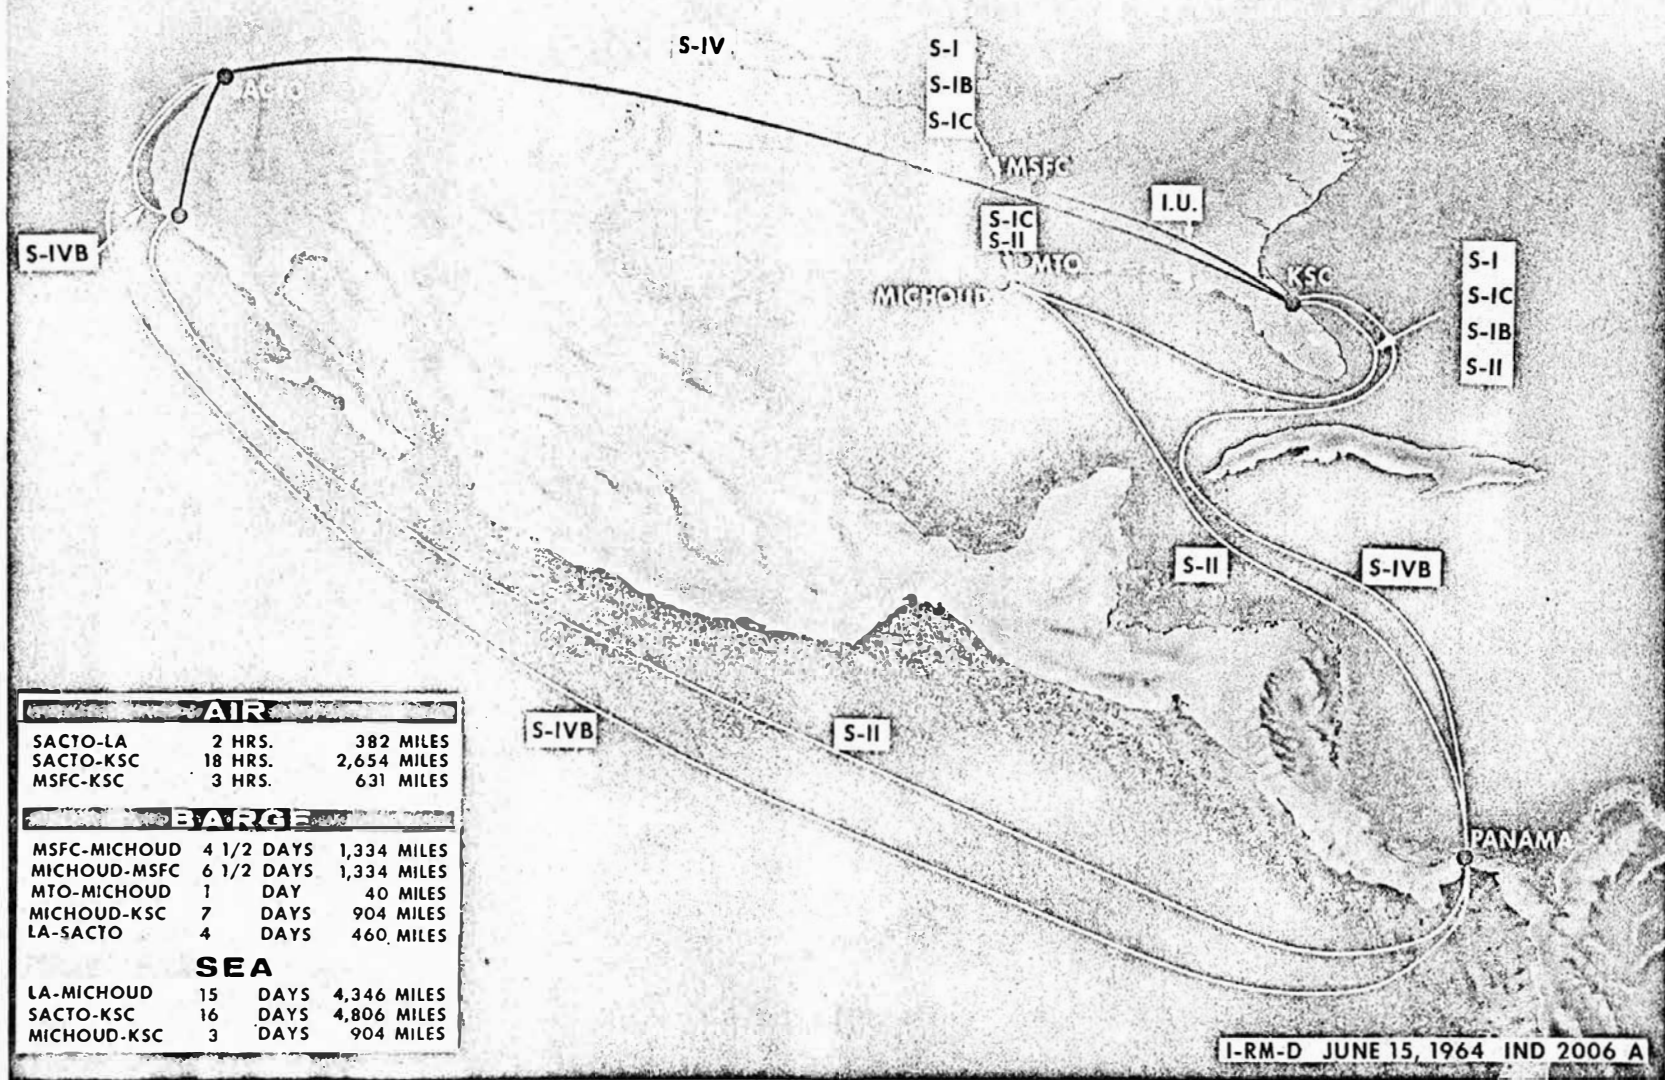 S-IV
S-I
S-IB
S-IC
MSFC
I.U.
S-IC
S-II
MTO
MICHOUD
KSC
S-I
S-IC
S-IB
S-II
S-IVB
S-II
S-IVB
S-IVB
S-II
PANAMA
AIR
SACTO-LA 2 HRS. 382 MILES
SACTO-KSC 18 HRS. 2,654 MILES
MSFC-KSC 3 HRS. 631 MILES
BARGE
MSFC-MICHOUD 4 1/2 DAYS 1,334 MILES
MICHOUD-MSFC 6 1/2 DAYS 1,334 MILES
MTO-MICHOUD 1 DAY 40 MILES
MICHOUD-KSC 7 DAYS 904 MILES
LA-SACTO 4 DAYS 460 MILES
SEA
LA-MICHOUD 15 DAYS 4,346 MILES
SACTO-KSC 16 DAYS 4,806 MILES
MICHOUD-KSC 3 DAYS 904 MILES
I-RM-D JUNE 15, 1964 IND 2006 A